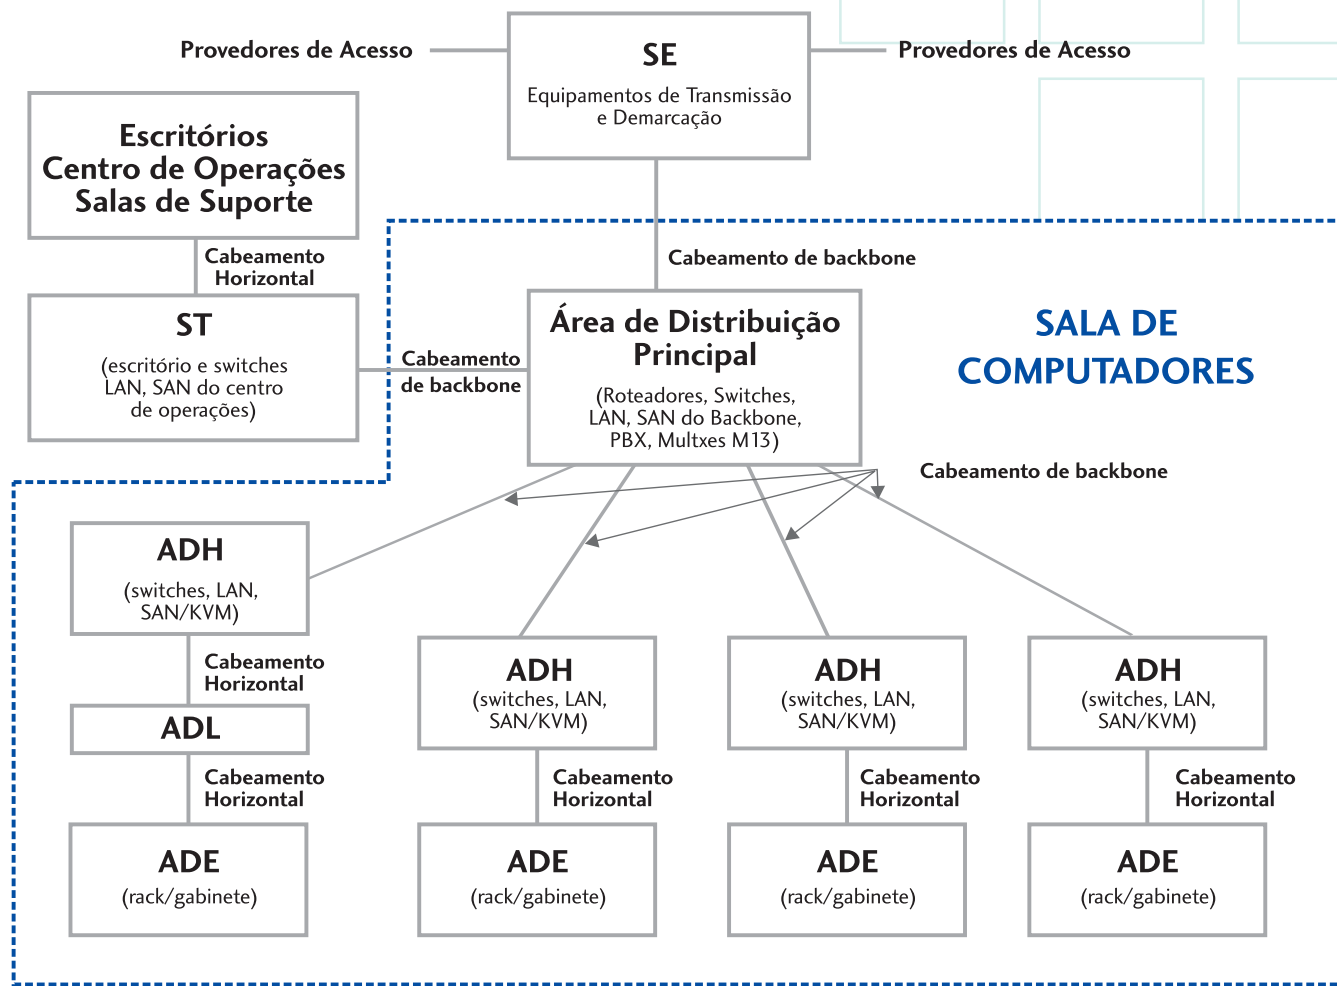 Provedores de Acesso
SE
Equipamentos de Transmissão
e Demarcação
Provedores de Acesso
Escritórios
Centro de Operações
Salas de Suporte
Cabeamento
Horizontal
ST
(escritório e switches
LAN, SAN do centro
de operações)
Cabeamento
de backbone
Cabeamento de backbone
Área de Distribuição
Principal
(Roteadores, Switches,
LAN, SAN do Backbone,
PBX, Multxes M13)
SALA DE
COMPUTADORES
Cabeamento de backbone
ADH
(switches, LAN,
SAN/KVM)
Cabeamento
Horizontal
ADL
Cabeamento
Horizontal
ADE
(rack/gabinete)
ADH
(switches, LAN,
SAN/KVM)
Cabeamento
Horizontal
ADE
(rack/gabinete)
ADH
(switches, LAN,
SAN/KVM)
Cabeamento
Horizontal
ADE
(rack/gabinete)
ADH
(switches, LAN,
SAN/KVM)
Cabeamento
Horizontal
ADE
(rack/gabinete)